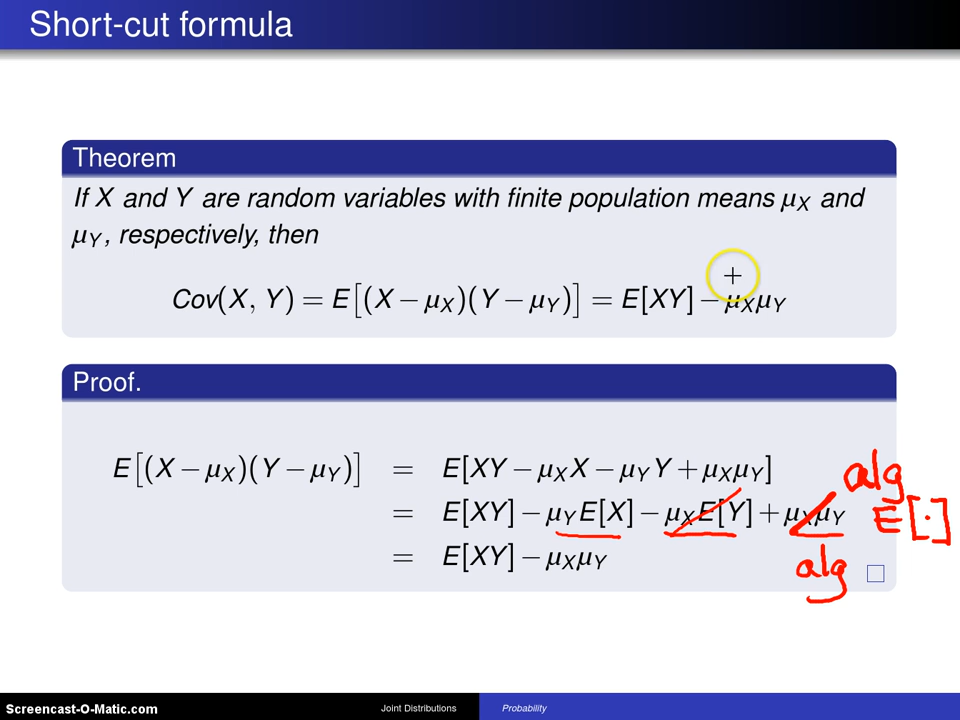 Short-cut formula
Theorem
If X and Y are random variables with finite population means μX and
μY, respectively, then
Cov(X, Y) = E[(X − μX)(Y − μY)] = E[XY] − μXμY
Proof.
E[(X − μX)(Y − μY)] = E[XY − μX X − μY Y + μXμY]
alg
= E[XY] − μY E[X] − μX E[Y] + μXμY
E[·]
= E[XY] − μXμY
alg
Screencast-O-Matic.com
Joint Distributions
Probability